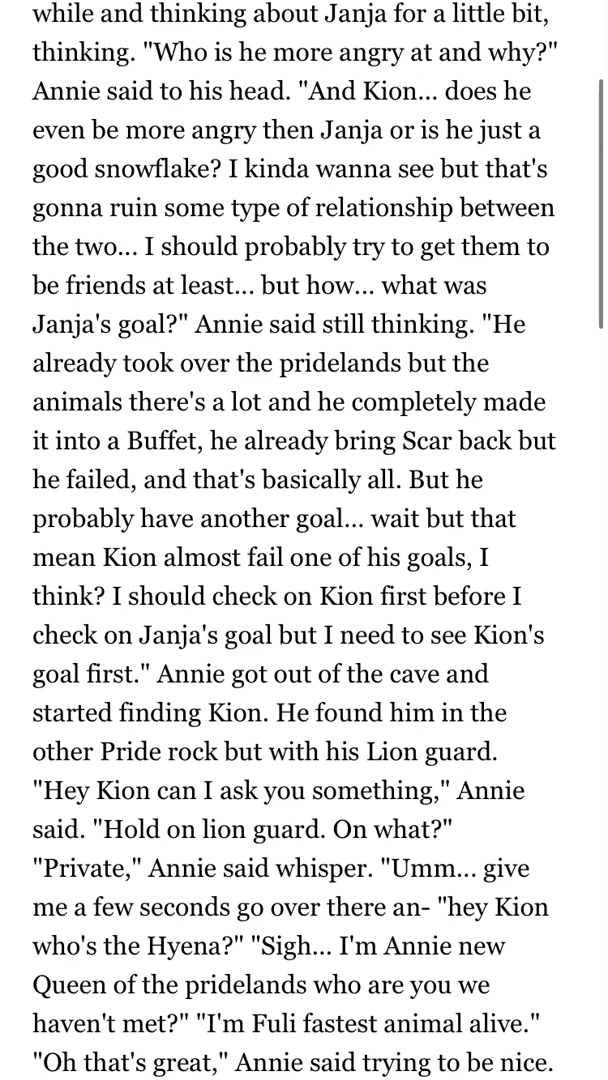 while and thinking about Janja for a little bit,
thinking. "Who is he more angry at and why?"
Annie said to his head. "And Kion... does he
even be more angry then Janja or is he just a
good snowflake? I kinda wanna see but that's
gonna ruin some type of relationship between
the two... I should probably try to get them to
be friends at least... but how... what was
Janja's goal?" Annie said still thinking. "He
already took over the pridelands but the
animals there's a lot and he completely made
it into a Buffet, he already bring Scar back but
he failed, and that's basically all. But he
probably have another goal... wait but that
mean Kion almost fail one of his goals, I
think? I should check on Kion first before I
check on Janja's goal but I need to see Kion's
goal first." Annie got out of the cave and
started finding Kion. He found him in the
other Pride rock but with his Lion guard.
"Hey Kion can I ask you something," Annie
said. "Hold on lion guard. On what?"
"Private," Annie said whisper. "Umm... give
me a few seconds go over there an- "hey Kion
who's the Hyena?" "Sigh... I'm Annie new
Queen of the pridelands who are you we
haven't met?" "I'm Fuli fastest animal alive."
"Oh that's great," Annie said trying to be nice.